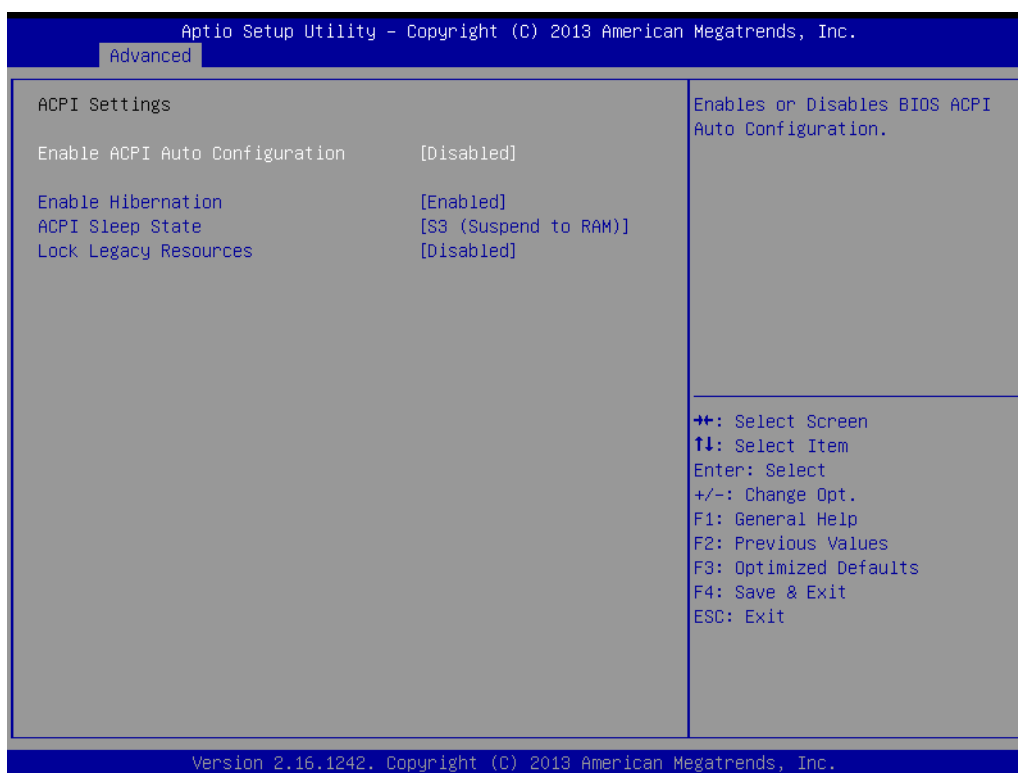 Aptio Setup Utility – Copyright (C) 2013 American Megatrends, Inc.
Advanced
ACPI Settings
Enable ACPI Auto Configuration [Disabled]
Enable Hibernation [Enabled]
ACPI Sleep State [S3 (Suspend to RAM)]
Lock Legacy Resources [Disabled]
Enables or Disables BIOS ACPI
Auto Configuration.
→←: Select Screen
↑↓: Select Item
Enter: Select
+/-: Change Opt.
F1: General Help
F2: Previous Values
F3: Optimized Defaults
F4: Save & Exit
ESC: Exit
Version 2.16.1242. Copyright (C) 2013 American Megatrends, Inc.